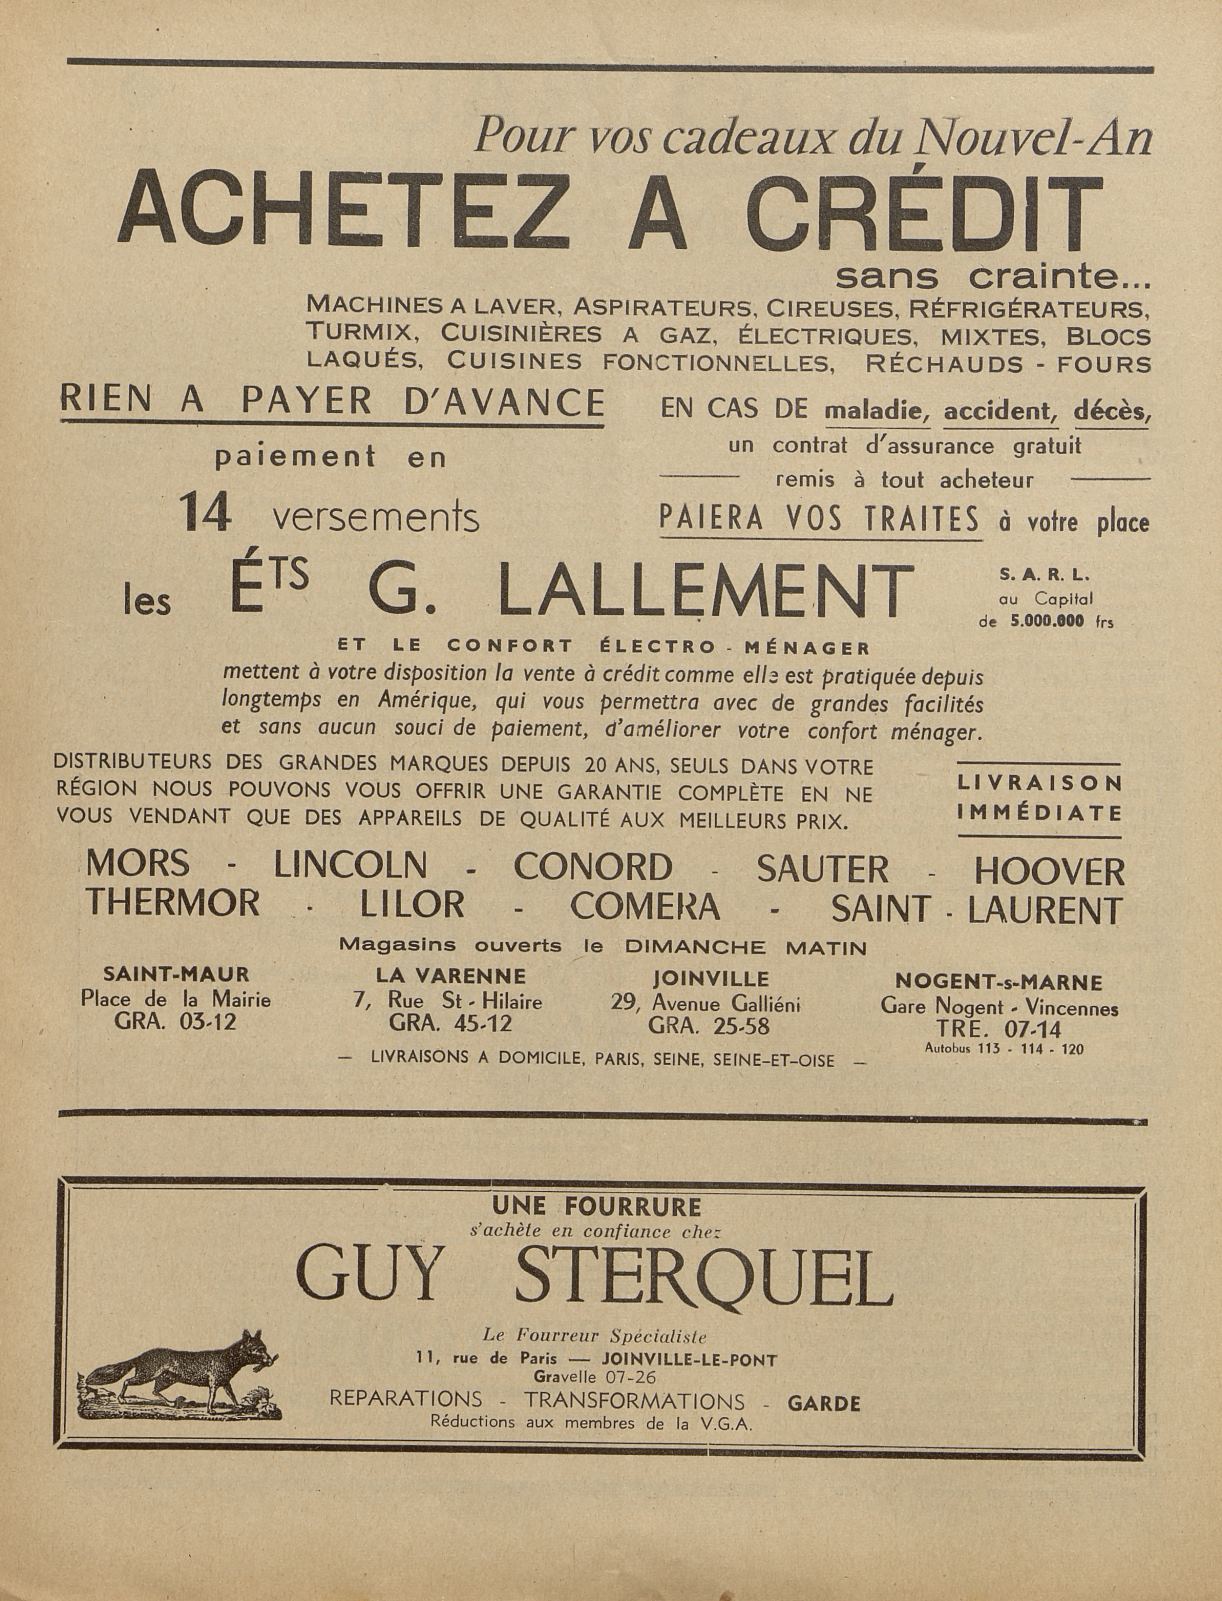 Pour vos cadeaux du Nouvel-An
ACHETEZ A CRÉDIT
sans crainte...
MACHINES A LAVER, ASPIRATEURS, CIREUSES, RÉFRIGÉRATEURS,
TURMIX, CUISINIÈRES A GAZ, ÉLECTRIQUES, MIXTES, BLOCS
LAQUÉS, CUISINES FONCTIONNELLES, RÉCHAUDS - FOURS
RIEN A PAYER D'AVANCE
paiement en
14 versements
EN CAS DE maladie, accident, décès,
un contrat d'assurance gratuit
remis à tout acheteur
PAIERA VOS TRAITES à votre place
les ÉTS G. LALLEMENT
S. A. R. L.
au Capital
de 5.000.000 frs
ET LE CONFORT ÉLECTRO - MÉNAGER
mettent à votre disposition la vente à crédit comme elle est pratiquée depuis
longtemps en Amérique, qui vous permettra avec de grandes facilités
et sans aucun souci de paiement, d'améliorer votre confort ménager.
DISTRIBUTEURS DES GRANDES MARQUES DEPUIS 20 ANS, SEULS DANS VOTRE
RÉGION NOUS POUVONS VOUS OFFRIR UNE GARANTIE COMPLÈTE EN NE
VOUS VENDANT QUE DES APPAREILS DE QUALITÉ AUX MEILLEURS PRIX.
LIVRAISON
IMMÉDIATE
MORS - LINCOLN - CONORD - SAUTER - HOOVER
THERMOR - LILOR - COMERA - SAINT - LAURENT
Magasins ouverts le DIMANCHE MATIN
SAINT-MAUR
Place de la Mairie
GRA. 03-12
LA VARENNE
7, Rue St - Hilaire
GRA. 45-12
JOINVILLE
29, Avenue Galliéni
GRA. 25-58
NOGENT-s-MARNE
Gare Nogent - Vincennes
TRE. 07-14
Autobus 113 - 114 - 120
— LIVRAISONS A DOMICILE, PARIS, SEINE, SEINE-ET-OISE —
UNE FOURRURE
s'achète en confiance chez
GUY STERQUEL
Le Fourreur Spécialiste
11, rue de Paris — JOINVILLE-LE-PONT
Gravelle 07-26
REPARATIONS - TRANSFORMATIONS - GARDE
Réductions aux membres de la V.G.A.